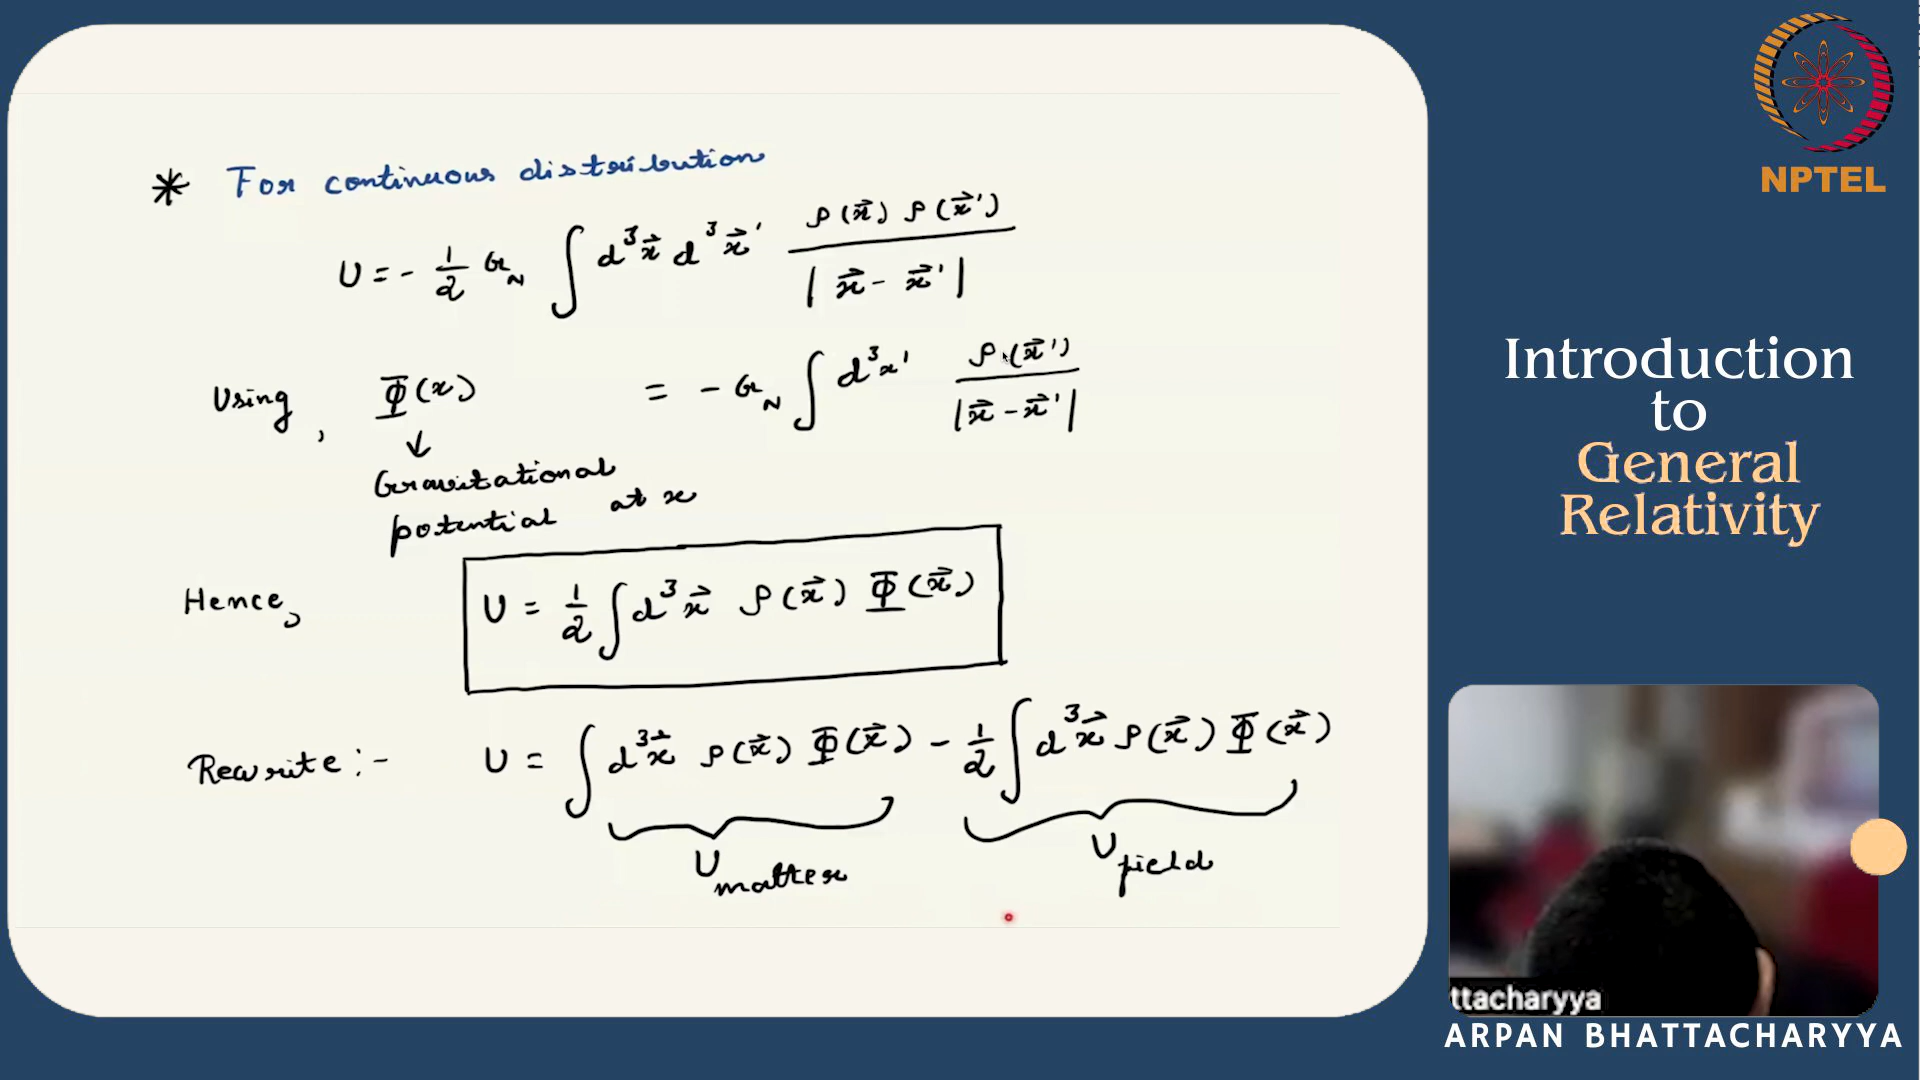 * For continuous distribution
U = - 1/2 G_N ∫ d³x⃗ d³x⃗' ρ(x⃗) ρ(x⃗') / |x⃗ - x⃗'|
Using, Φ(x) = - G_N ∫ d³x' ρ(x⃗') / |x⃗ - x⃗'|
↓
Gravitational
potential at x
Hence, U = 1/2 ∫ d³x⃗ ρ(x⃗) Φ(x⃗)
Rewrite :- U = ∫ d³x⃗ ρ(x⃗) Φ(x⃗) - 1/2 ∫ d³x⃗ ρ(x⃗) Φ(x⃗)
U_matter U_field
NPTEL
Introduction
to
General
Relativity
ttacharyya
ARPAN BHATTACHARYYA